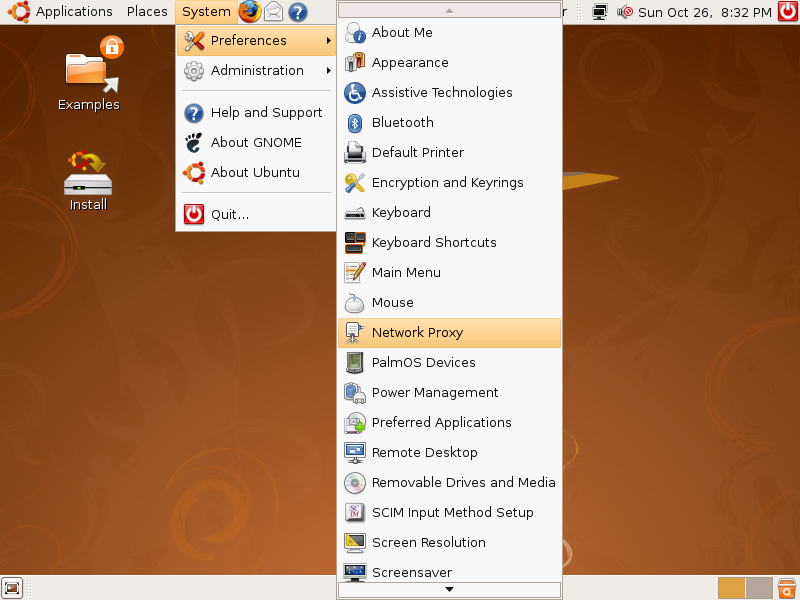 Applications Places System
r
Sun Oct 26, 8:32 PM
Examples
Install
Preferences
Administration
Help and Support
About GNOME
About Ubuntu
Quit...
About Me
Appearance
Assistive Technologies
Bluetooth
Default Printer
Encryption and Keyrings
Keyboard
Keyboard Shortcuts
Main Menu
Mouse
Network Proxy
PalmOS Devices
Power Management
Preferred Applications
Remote Desktop
Removable Drives and Media
SCIM Input Method Setup
Screen Resolution
Screensaver